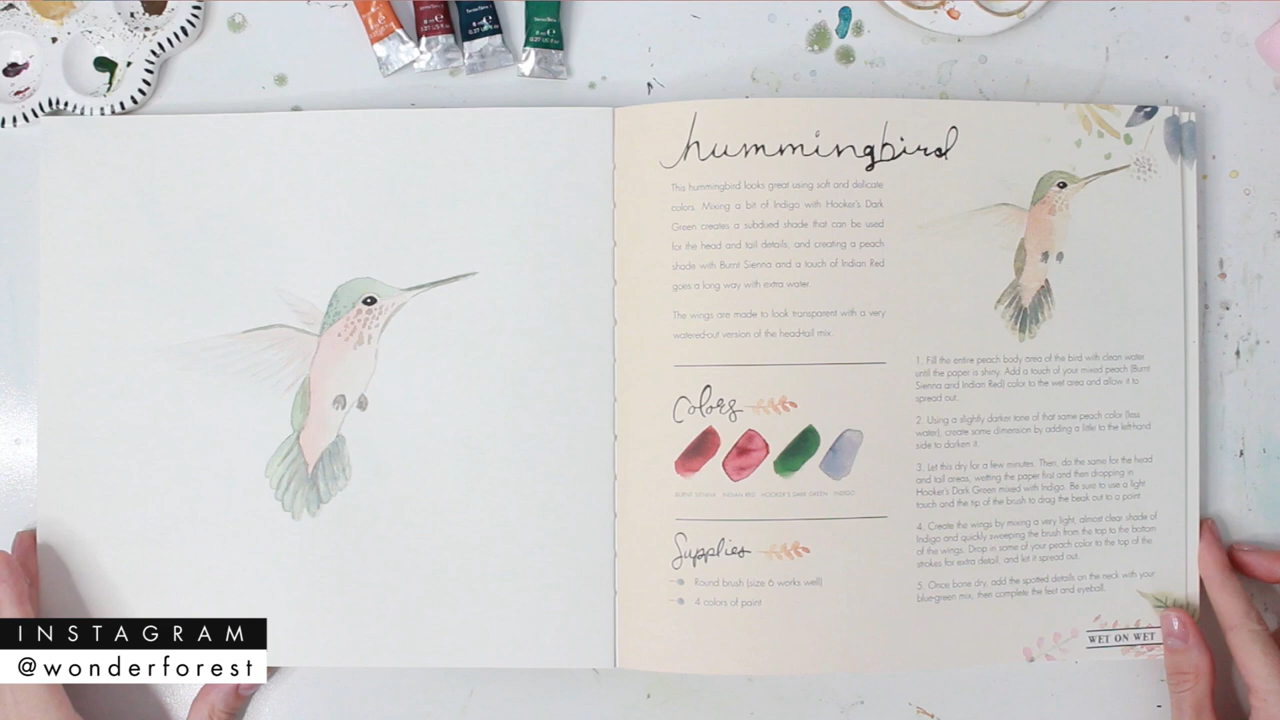 hummingbird
This hummingbird looks great using soft and delicate
colors. Mixing a bit of Indigo with Hooker's Dark
Green creates a subdued shade that can be used
for the head and tail details, and creating a peach
shade with Burnt Sienna and a touch of Indian Red
goes a long way with extra water.
The wings are made to look transparent with a very
watered-out version of the head-tail mix.
Colors
BURNT SIENNA INDIAN RED HOOKER'S DARK GREEN INDIGO
Supplies
Round brush (size 6 works well)
4 colors of paint
1. Fill the entire peach body area of the bird with clean water
until the paper is shiny. Add a touch of your mixed peach (Burnt
Sienna and Indian Red) color to the wet area and allow it to
spread out.
2. Using a slightly darker tone of that same peach color (less
water), create some dimension by adding a little to the left-hand
side to darken it.
3. Let this dry for a few minutes. Then, do the same for the head
and tail areas, wetting the paper first and then dropping in
Hooker's Dark Green mixed with Indigo. Be sure to use a light
touch and the tip of the brush to drag the beak out to a point.
4. Create the wings by mixing a very light, almost clear shade of
Indigo and quickly sweeping the brush from the top to the bottom
of the wings. Drop in some of your peach color to the top of the
strokes for extra detail, and let it spread out.
5. Once bone dry, add the spotted details on the neck with your
blue-green mix, then complete the feet and eyeball.
WET ON WET
INSTAGRAM
@wonderforest